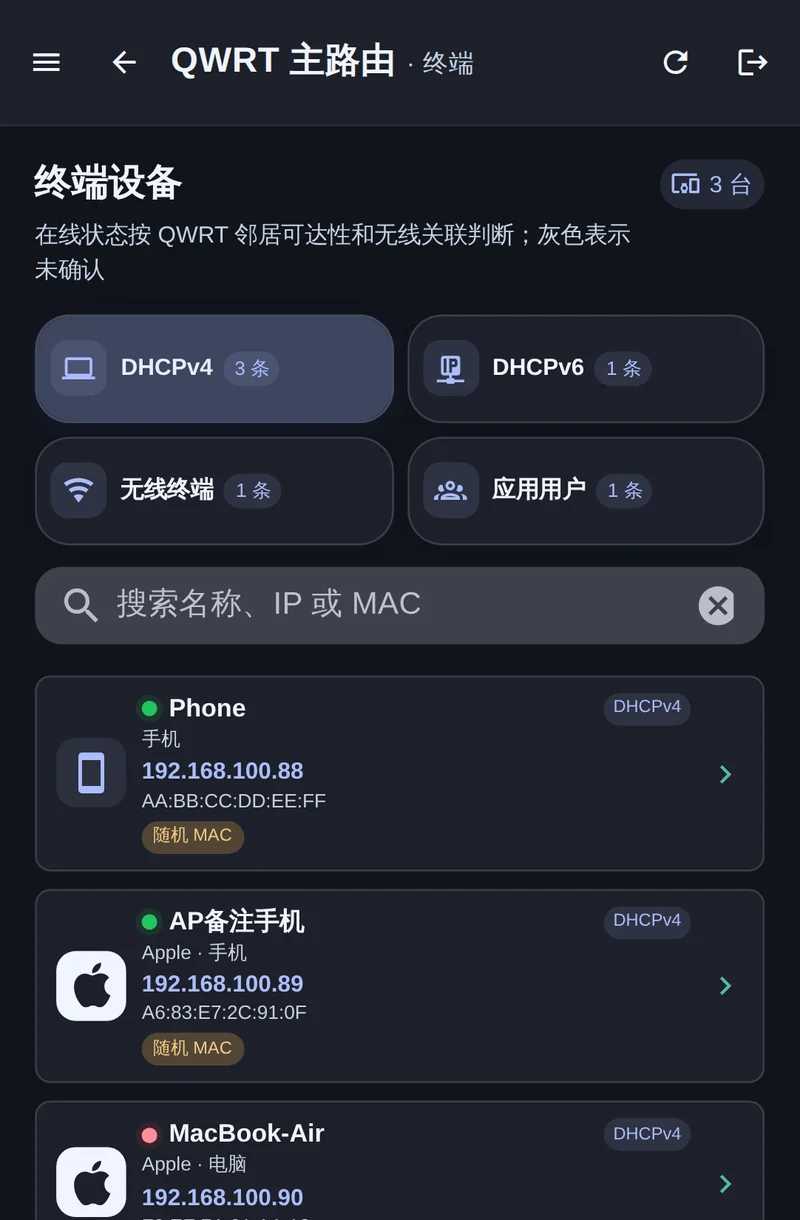 QWRT 主路由 · 终端
终端设备
3 台
在线状态按 QWRT 邻居可达性和无线关联判断；灰色表示
未确认
DHCPv4 3 条
DHCPv6 1 条
无线终端 1 条
应用用户 1 条
搜索名称、IP 或 MAC
Phone DHCPv4
手机
192.168.100.88
AA:BB:CC:DD:EE:FF
随机 MAC
AP备注手机 DHCPv4
Apple · 手机
192.168.100.89
A6:83:E7:2C:91:0F
随机 MAC
MacBook-Air DHCPv4
Apple · 电脑
192.168.100.90